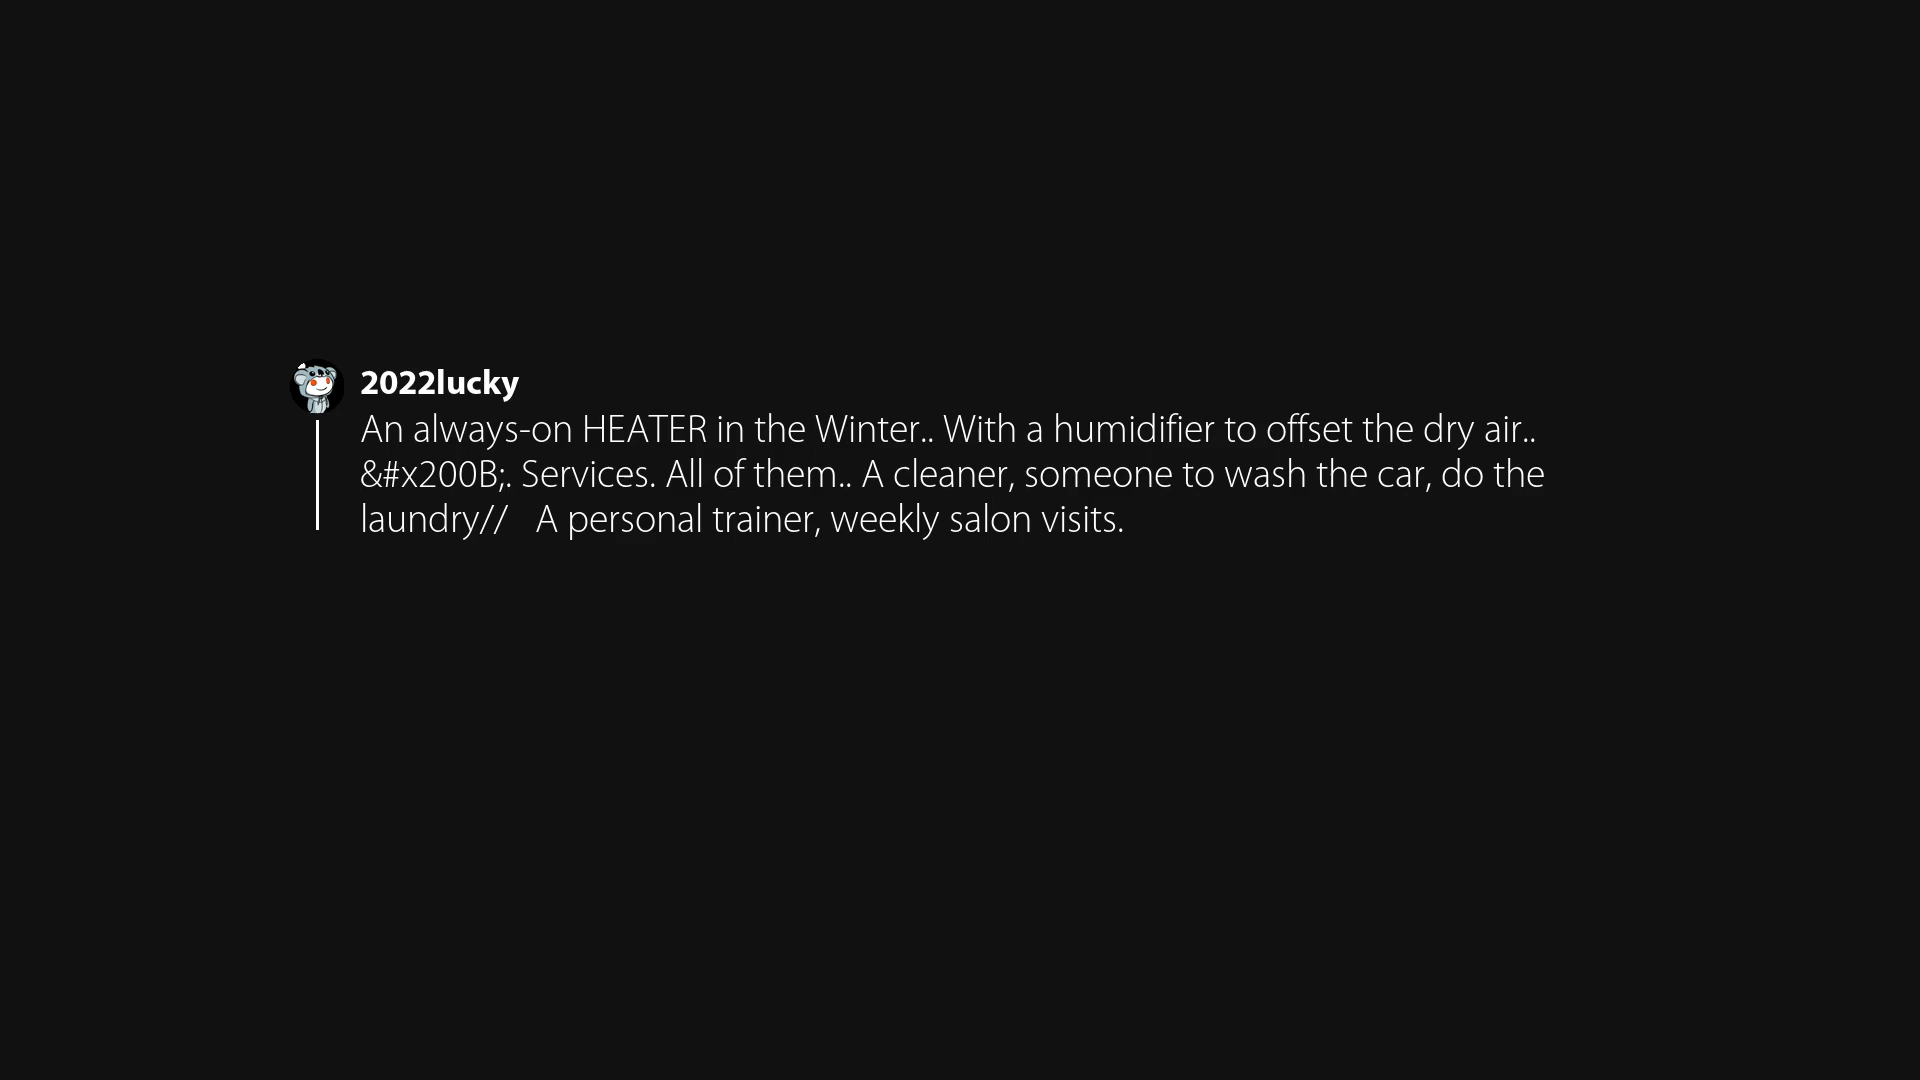 2022lucky
An always-on HEATER in the Winter.. With a humidifier to offset the dry air..
&#x200B;. Services. All of them.. A cleaner, someone to wash the car, do the
laundry//   A personal trainer, weekly salon visits.